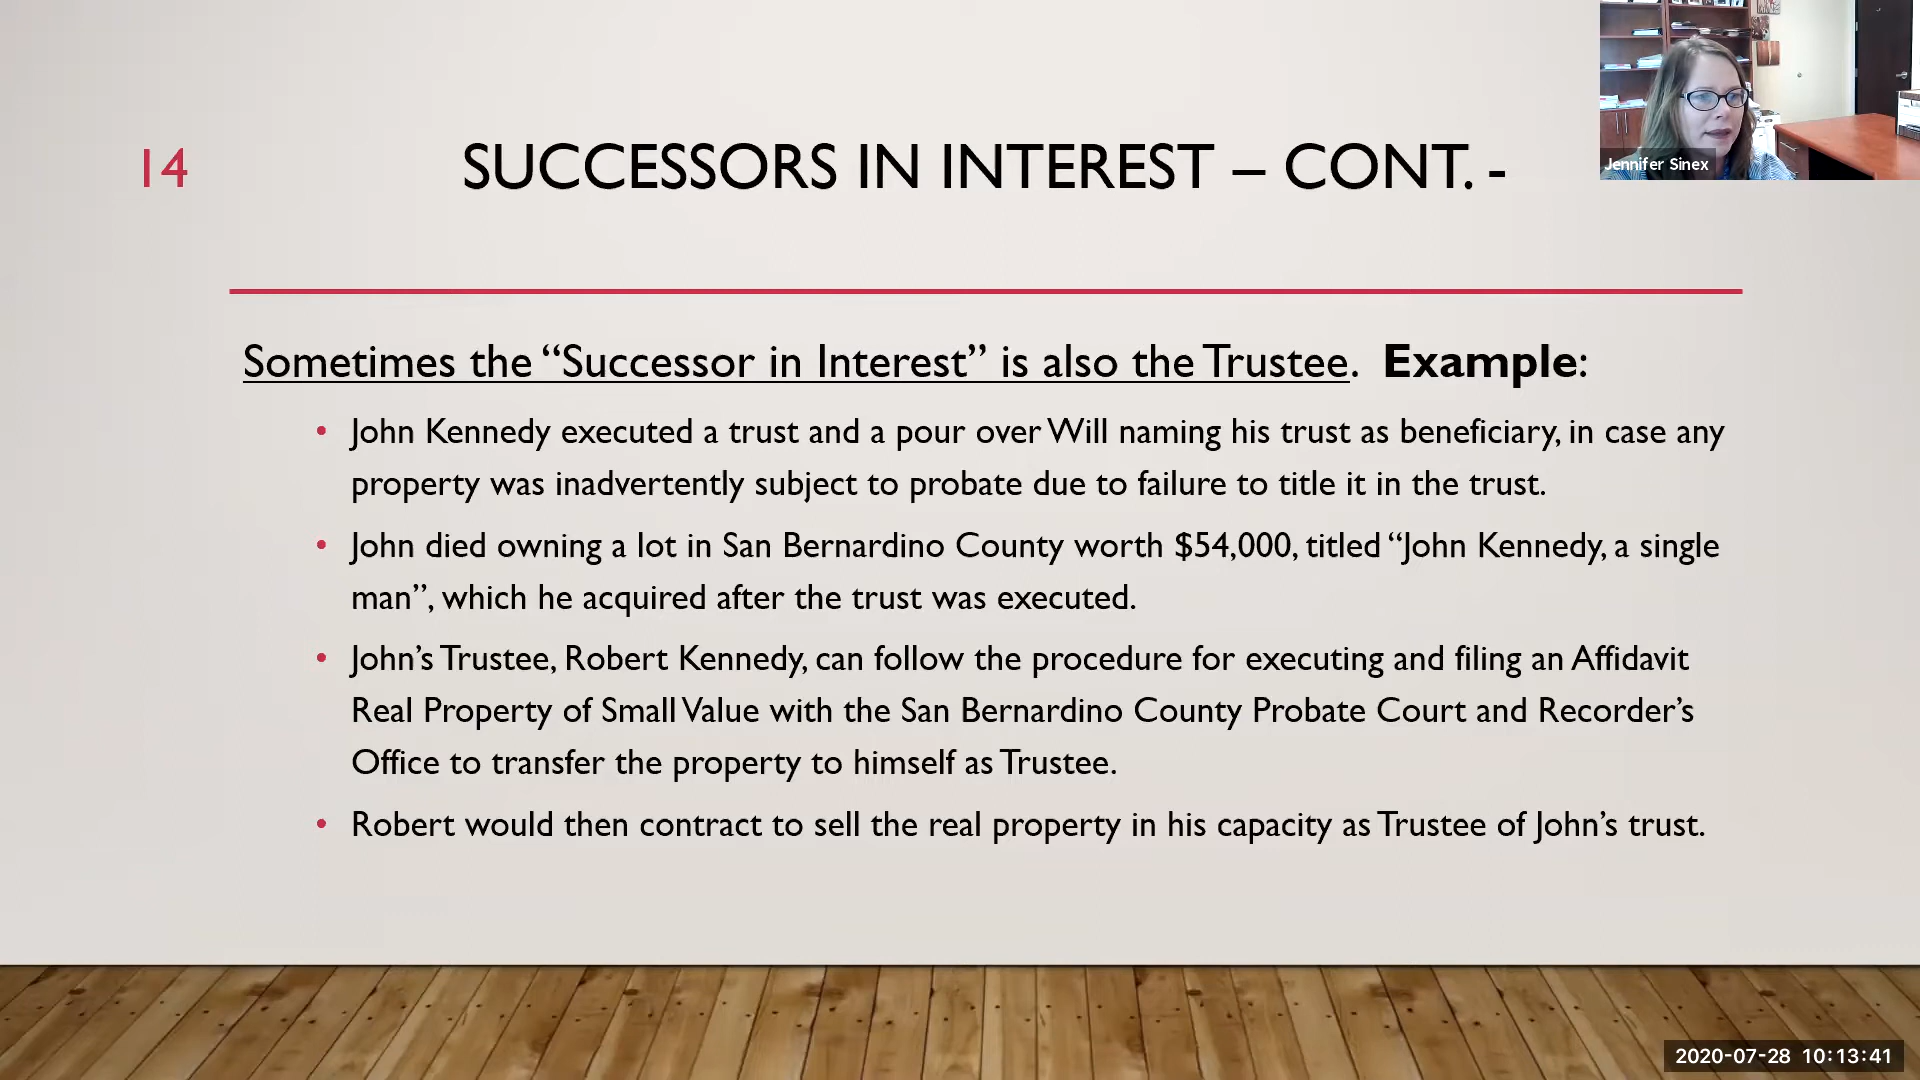 Jennifer Sinex
14
SUCCESSORS IN INTEREST – CONT. -
Sometimes the “Successor in Interest” is also the Trustee. Example:
• John Kennedy executed a trust and a pour over Will naming his trust as beneficiary, in case any
property was inadvertently subject to probate due to failure to title it in the trust.
• John died owning a lot in San Bernardino County worth $54,000, titled “John Kennedy, a single
man”, which he acquired after the trust was executed.
• John’s Trustee, Robert Kennedy, can follow the procedure for executing and filing an Affidavit
Real Property of Small Value with the San Bernardino County Probate Court and Recorder’s
Office to transfer the property to himself as Trustee.
• Robert would then contract to sell the real property in his capacity as Trustee of John’s trust.
2020-07-28 10:13:41